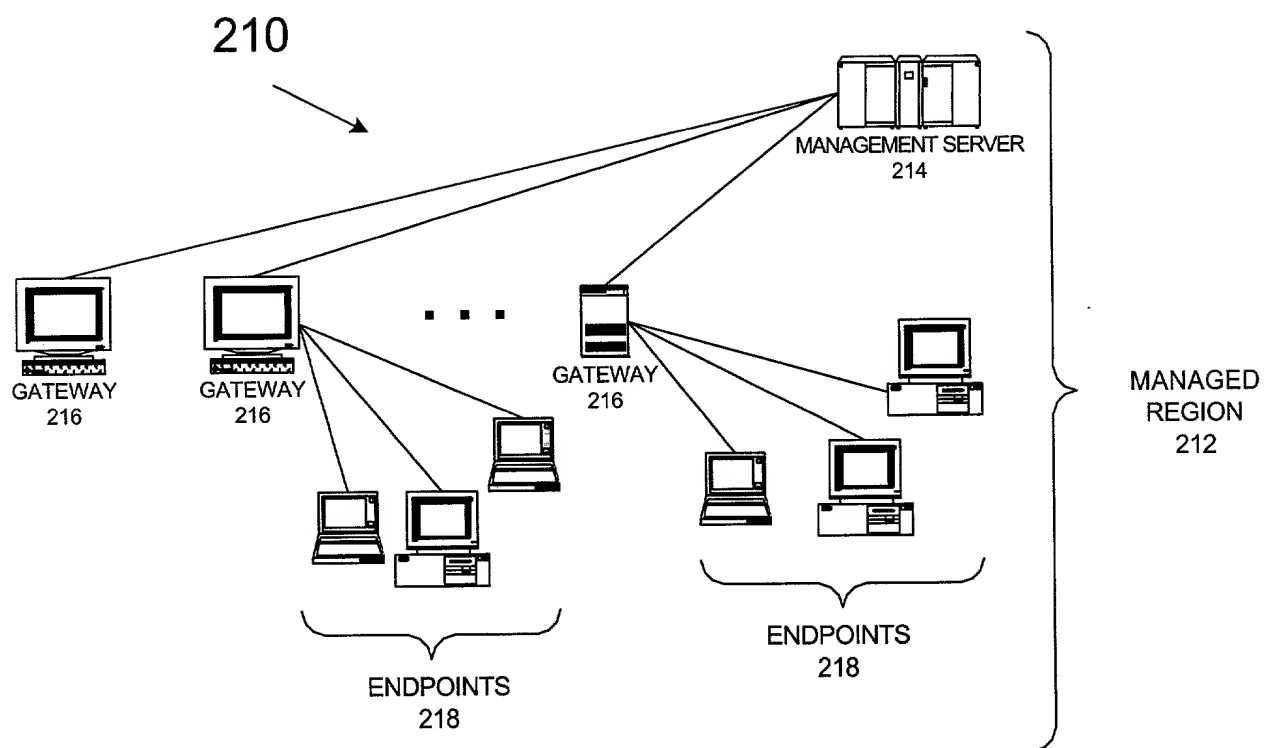 210
MANAGEMENT SERVER
214
GATEWAY
216
GATEWAY
216
GATEWAY
216
MANAGED
REGION
212
ENDPOINTS
218
ENDPOINTS
218